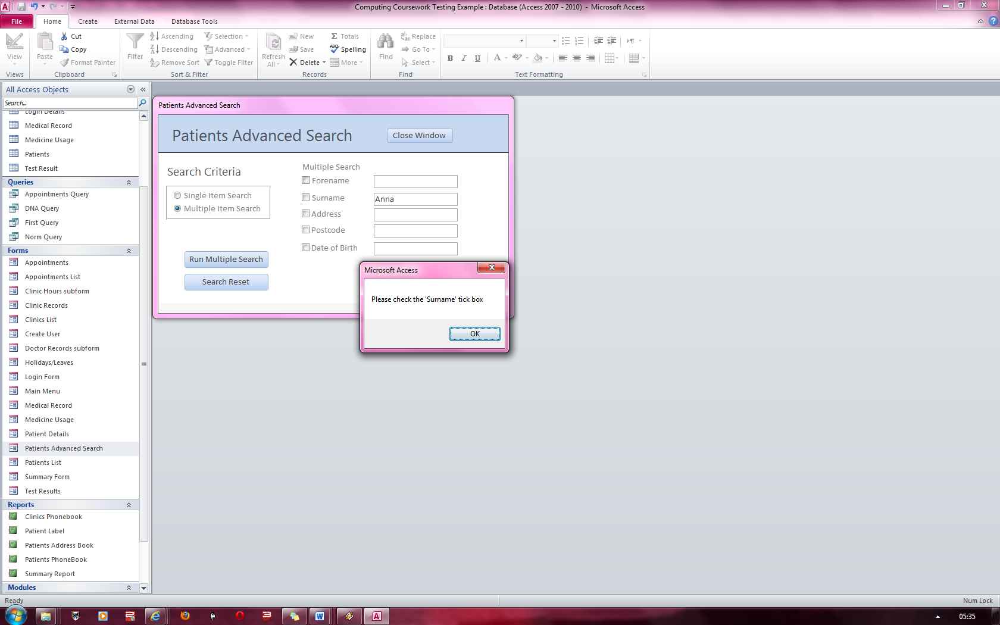 Computing Coursework Testing Example : Database (Access 2007 - 2010) - Microsoft Access
File Home Create External Data Database Tools
View
Views
Paste
Cut
Copy
Format Painter
Clipboard
Filter
Ascending
Descending
Remove Sort
Selection
Advanced
Toggle Filter
Sort & Filter
Refresh All
New
Save
Delete
Totals
Spelling
More
Records
Find
Replace
Go To
Select
Find
B I U A
Text Formatting
All Access Objects
Search...
Login Details
Medical Record
Medicine Usage
Patients
Test Result
Queries
Appointments Query
DNA Query
First Query
Norm Query
Forms
Appointments
Appointments List
Clinic Hours subform
Clinic Records
Clinics List
Create User
Doctor Records subform
Holidays/Leaves
Login Form
Main Menu
Medical Record
Medicine Usage
Patient Details
Patients Advanced Search
Patients List
Summary Form
Test Results
Reports
Clinics Phonebook
Patient Label
Patients Address Book
Patients PhoneBook
Summary Report
Modules
Patients Advanced Search
Patients Advanced Search
Close Window
Search Criteria
Single Item Search
Multiple Item Search
Run Multiple Search
Search Reset
Multiple Search
Forename
Surname Anna
Address
Postcode
Date of Birth
Microsoft Access
Please check the 'Surname' tick box
OK
Ready
Num Lock
05:35